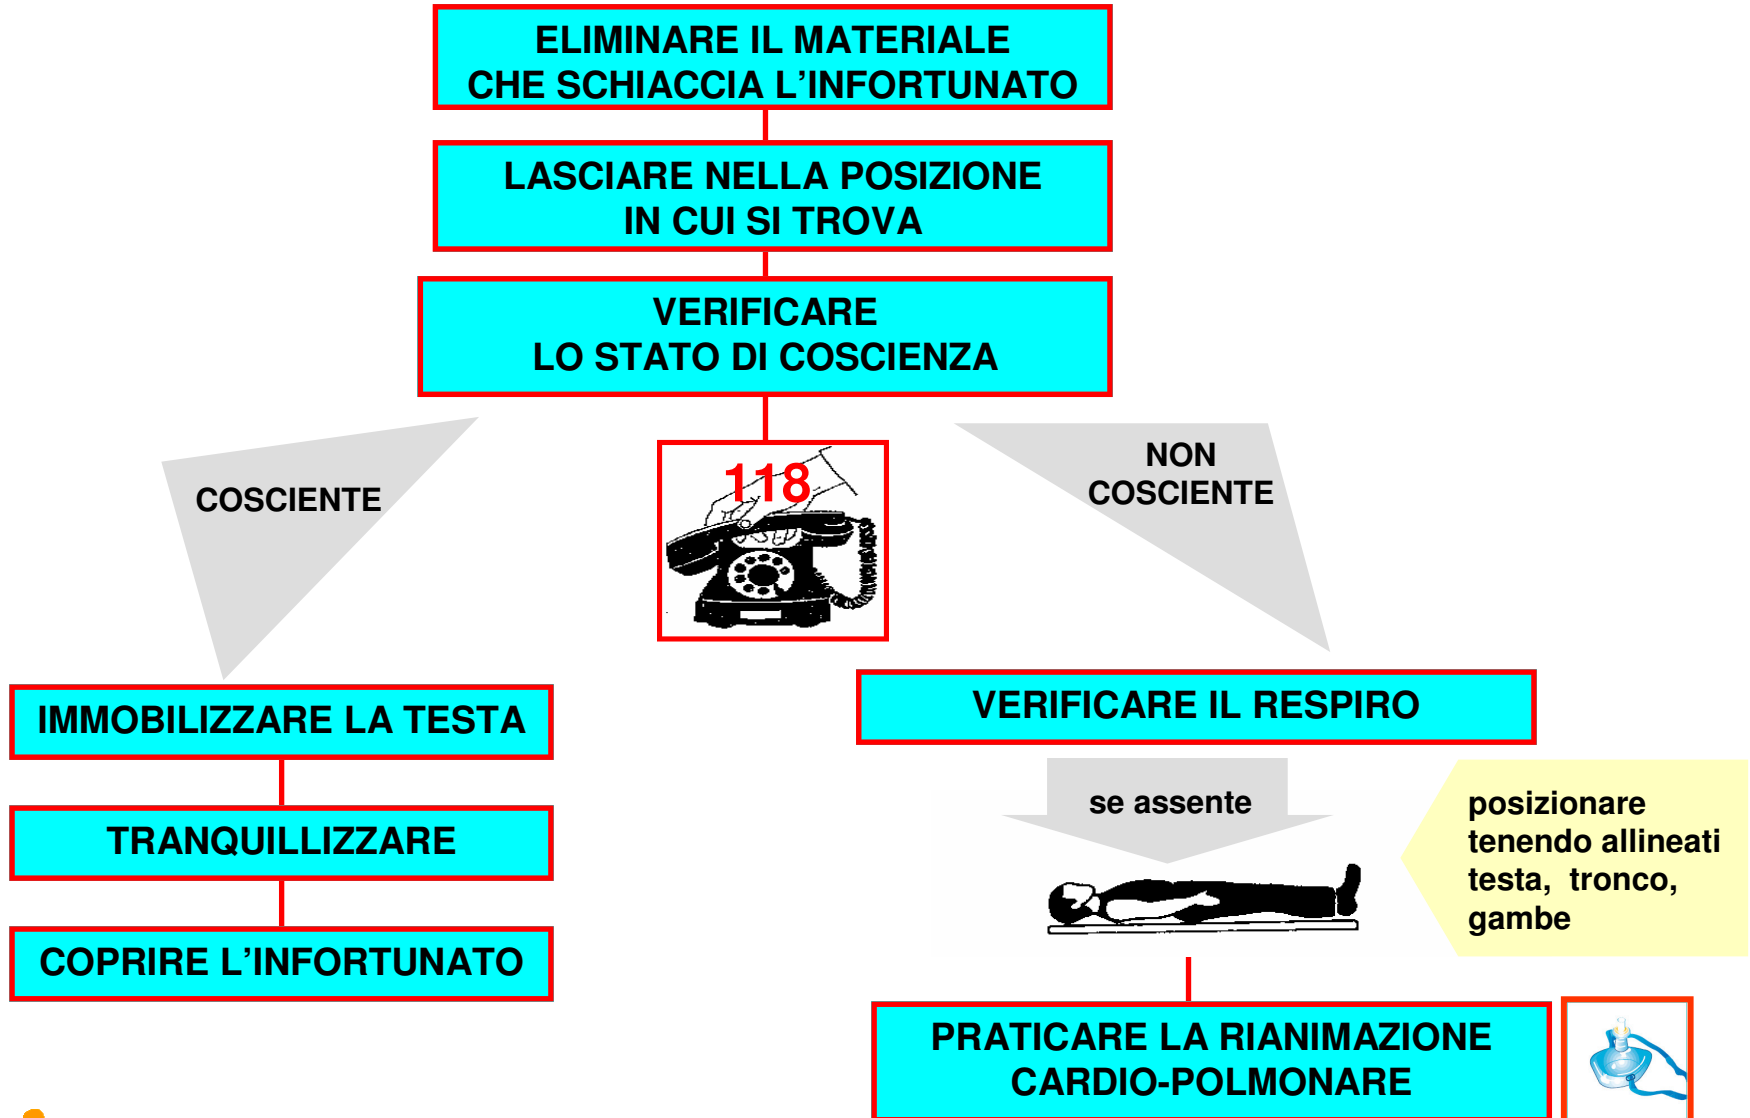 ELIMINARE IL MATERIALE
CHE SCHIACCIA L'INFORTUNATO
LASCIARE NELLA POSIZIONE
IN CUI SI TROVA
VERIFICARE
LO STATO DI COSCIENZA
COSCIENTE
118
NON
COSCIENTE
IMMOBILIZZARE LA TESTA
TRANQUILLIZZARE
COPRIRE L'INFORTUNATO
VERIFICARE IL RESPIRO
se assente
posizionare
tenendo allineati
testa, tronco,
gambe
PRATICARE LA RIANIMAZIONE
CARDIO-POLMONARE